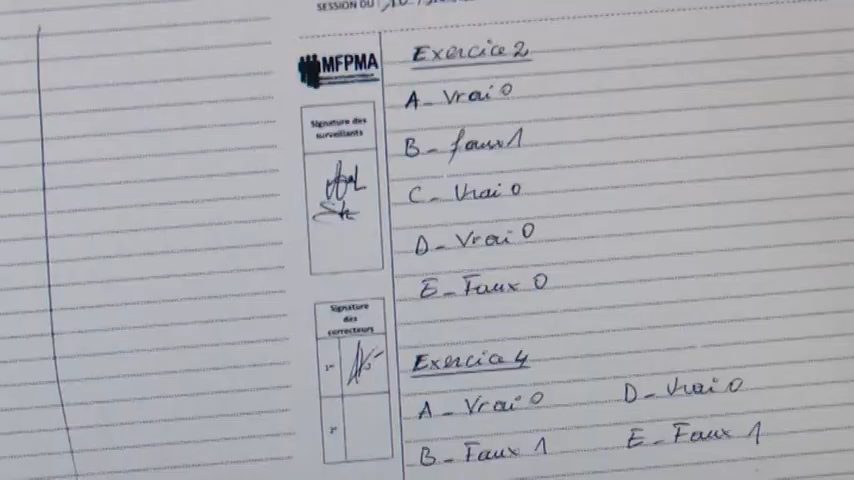 SESSION DU :
MFPMA
Signature des
surveillants
Signature
des
correcteurs
1er
2e
Exercice 2
A - Vrai 0
B - faux 1
C - Vrai 0
D - Vrai 0
E - Faux 0
Exercice 4
A - Vrai 0
D - Vrai 0
B - Faux 1
E - Faux 1